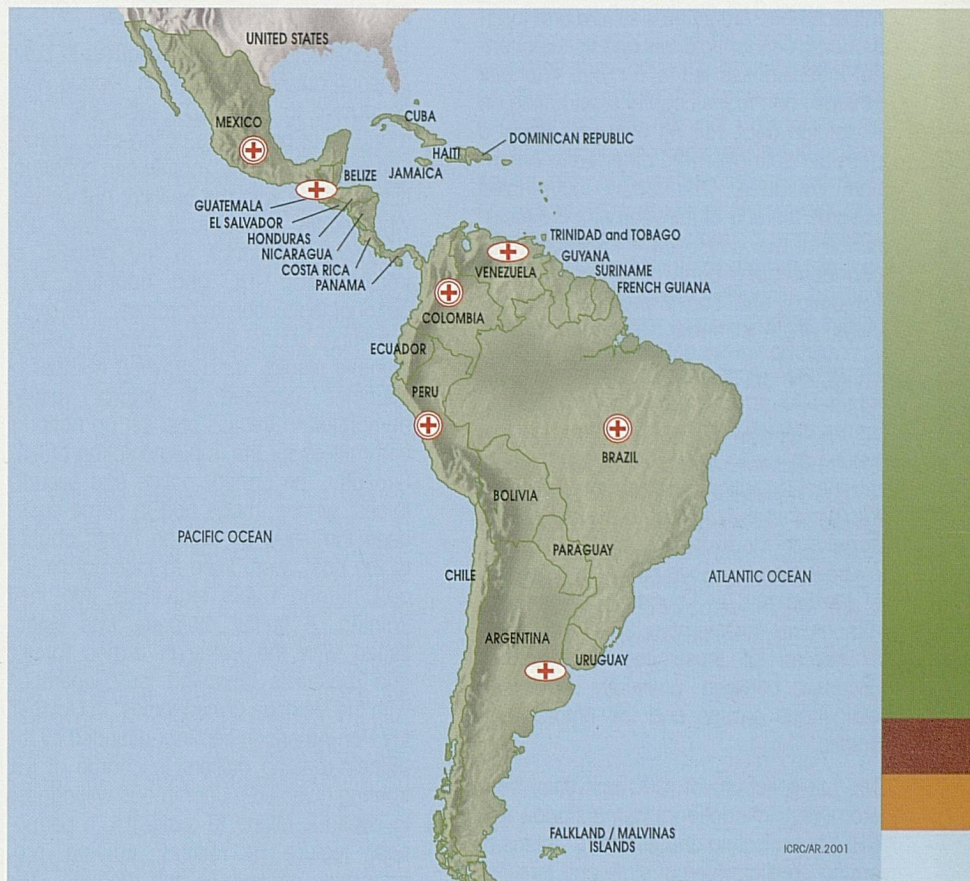 UNITED STATES
MEXICO
CUBA
DOMINICAN REPUBLIC
HAITI
JAMAICA
BELIZE
GUATEMALA
EL SALVADOR
HONDURAS
NICARAGUA
COSTA RICA
PANAMA
TRINIDAD and TOBAGO
GUYANA
VENEZUELA
SURINAME
FRENCH GUIANA
COLOMBIA
ECUADOR
PERU
BRAZIL
BOLIVIA
PACIFIC OCEAN
PARAGUAY
CHILE
ATLANTIC OCEAN
ARGENTINA
URUGUAY
FALKLAND / MALVINAS
ISLANDS
ICRC/AR.2001